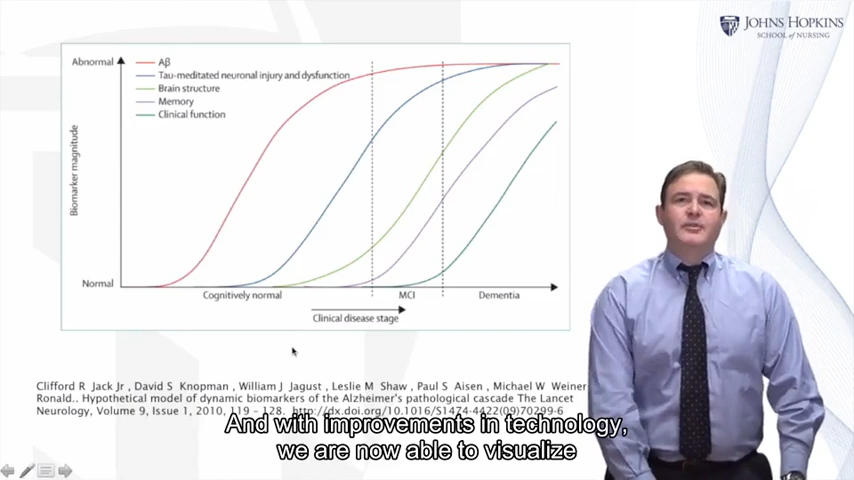 JOHNS HOPKINS
SCHOOL of NURSING
Abnormal
Aβ
Tau-meditated neuronal injury and dysfunction
Brain structure
Memory
Clinical function
Biomarker magnitude
Normal
Cognitively normal
MCI
Dementia
Clinical disease stage
Clifford R Jack Jr , David S Knopman , William J Jagust , Leslie M Shaw , Paul S Aisen , Michael W Weiner
Ronald.. Hypothetical model of dynamic biomarkers of the Alzheimer's pathological cascade The Lancet
Neurology, Volume 9, Issue 1, 2010, 119 - 128. http://dx.doi.org/10.1016/S1474-4422(09)70299-6
And with improvements in technology,
we are now able to visualize